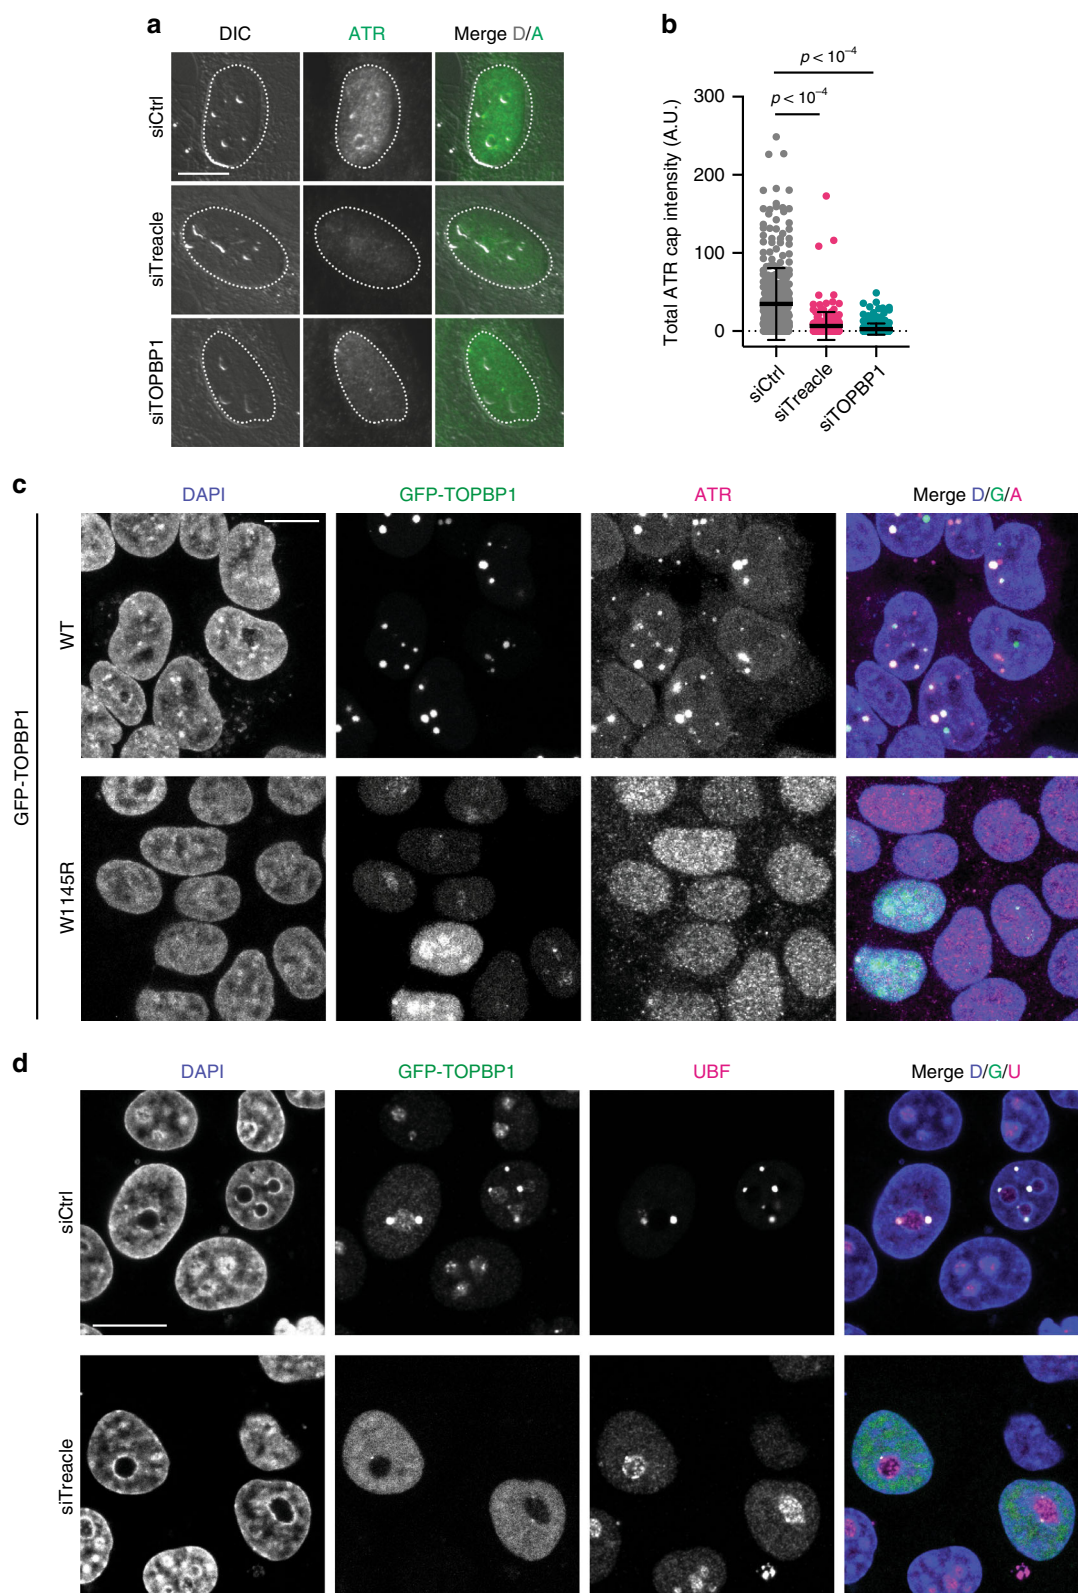 a
DIC
ATR
Merge D/A
siCtrl
siTreacle
siTOPBP1
b
p < 10⁻⁴
p < 10⁻⁴
Total ATR cap intensity (A.U.)
300
200
100
0
siCtrl
siTreacle
siTOPBP1
c
DAPI
GFP-TOPBP1
ATR
Merge D/G/A
GFP-TOPBP1
WT
W1145R
d
DAPI
GFP-TOPBP1
UBF
Merge D/G/U
siCtrl
siTreacle